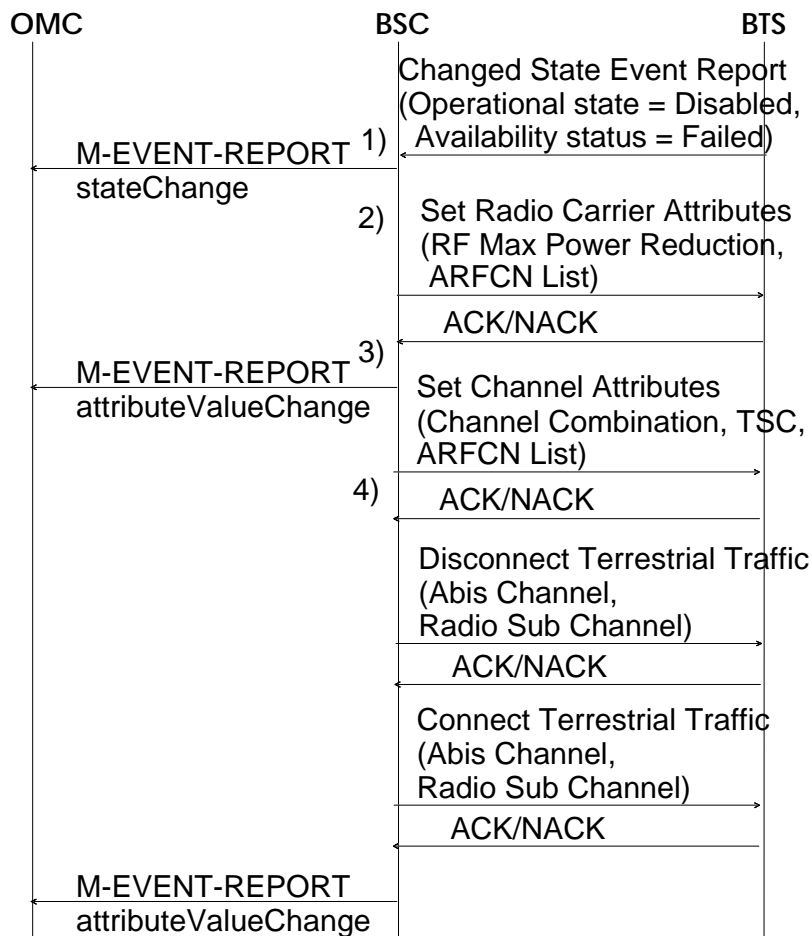 OMC BSC BTS
Changed State Event Report
(Operational state = Disabled,
1) Availability status = Failed)
M-EVENT-REPORT
stateChange
2) Set Radio Carrier Attributes
(RF Max Power Reduction,
ARFCN List)
ACK/NACK
3)
M-EVENT-REPORT
attributeValueChange
Set Channel Attributes
(Channel Combination, TSC,
ARFCN List)
4) ACK/NACK
Disconnect Terrestrial Traffic
(Abis Channel,
Radio Sub Channel)
ACK/NACK
Connect Terrestrial Traffic
(Abis Channel,
Radio Sub Channel)
ACK/NACK
M-EVENT-REPORT
attributeValueChange